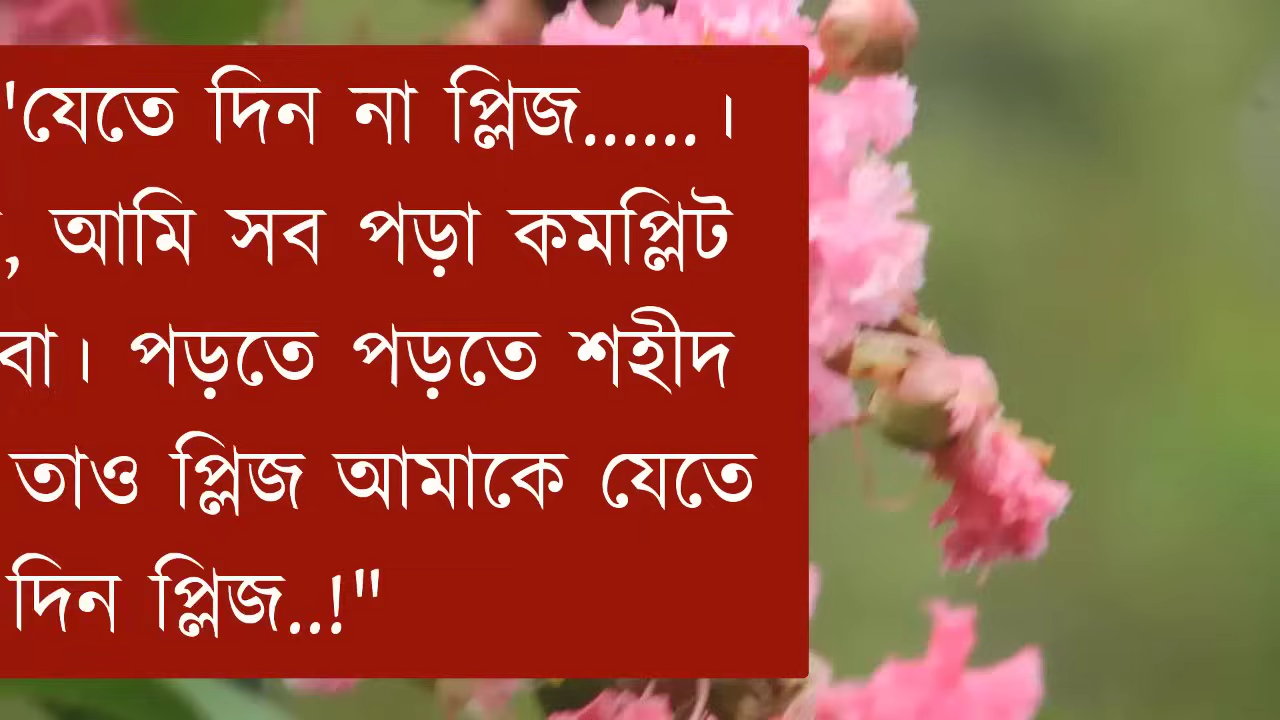 "যেতে দিন না প্লিজ......।
, আমি সব পড়া কমপ্লিট
বা। পড়তে পড়তে শহীদ
তাও প্লিজ আমাকে যেতে
দিন প্লিজ..!"